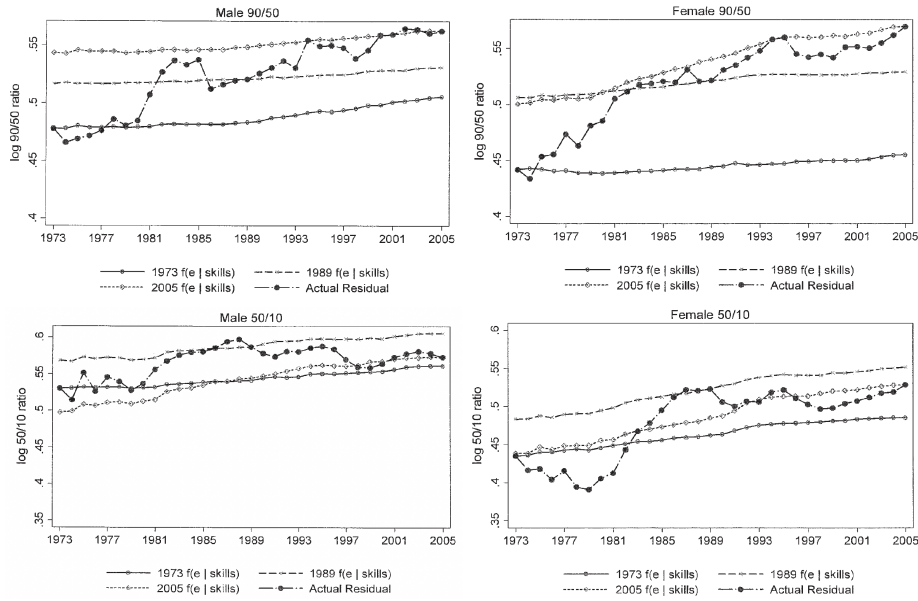 Male 90/50
log 90/50 ratio
.55
.5
.45
.4
1973 1977 1981 1985 1989 1993 1997 2001 2005
1973 f(e | skills)
1989 f(e | skills)
2005 f(e | skills)
Actual Residual
Female 90/50
log 90/50 ratio
.55
.5
.45
.4
1973 1977 1981 1985 1989 1993 1997 2001 2005
1973 f(e | skills)
1989 f(e | skills)
2005 f(e | skills)
Actual Residual
Male 50/10
log 50/10 ratio
.6
.55
.5
.45
.4
.35
1973 1977 1981 1985 1989 1993 1997 2001 2005
1973 f(e | skills)
1989 f(e | skills)
2005 f(e | skills)
Actual Residual
Female 50/10
log 50/10 ratio
.6
.55
.5
.45
.4
.35
1973 1977 1981 1985 1989 1993 1997 2001 2005
1973 f(e | skills)
1989 f(e | skills)
2005 f(e | skills)
Actual Residual